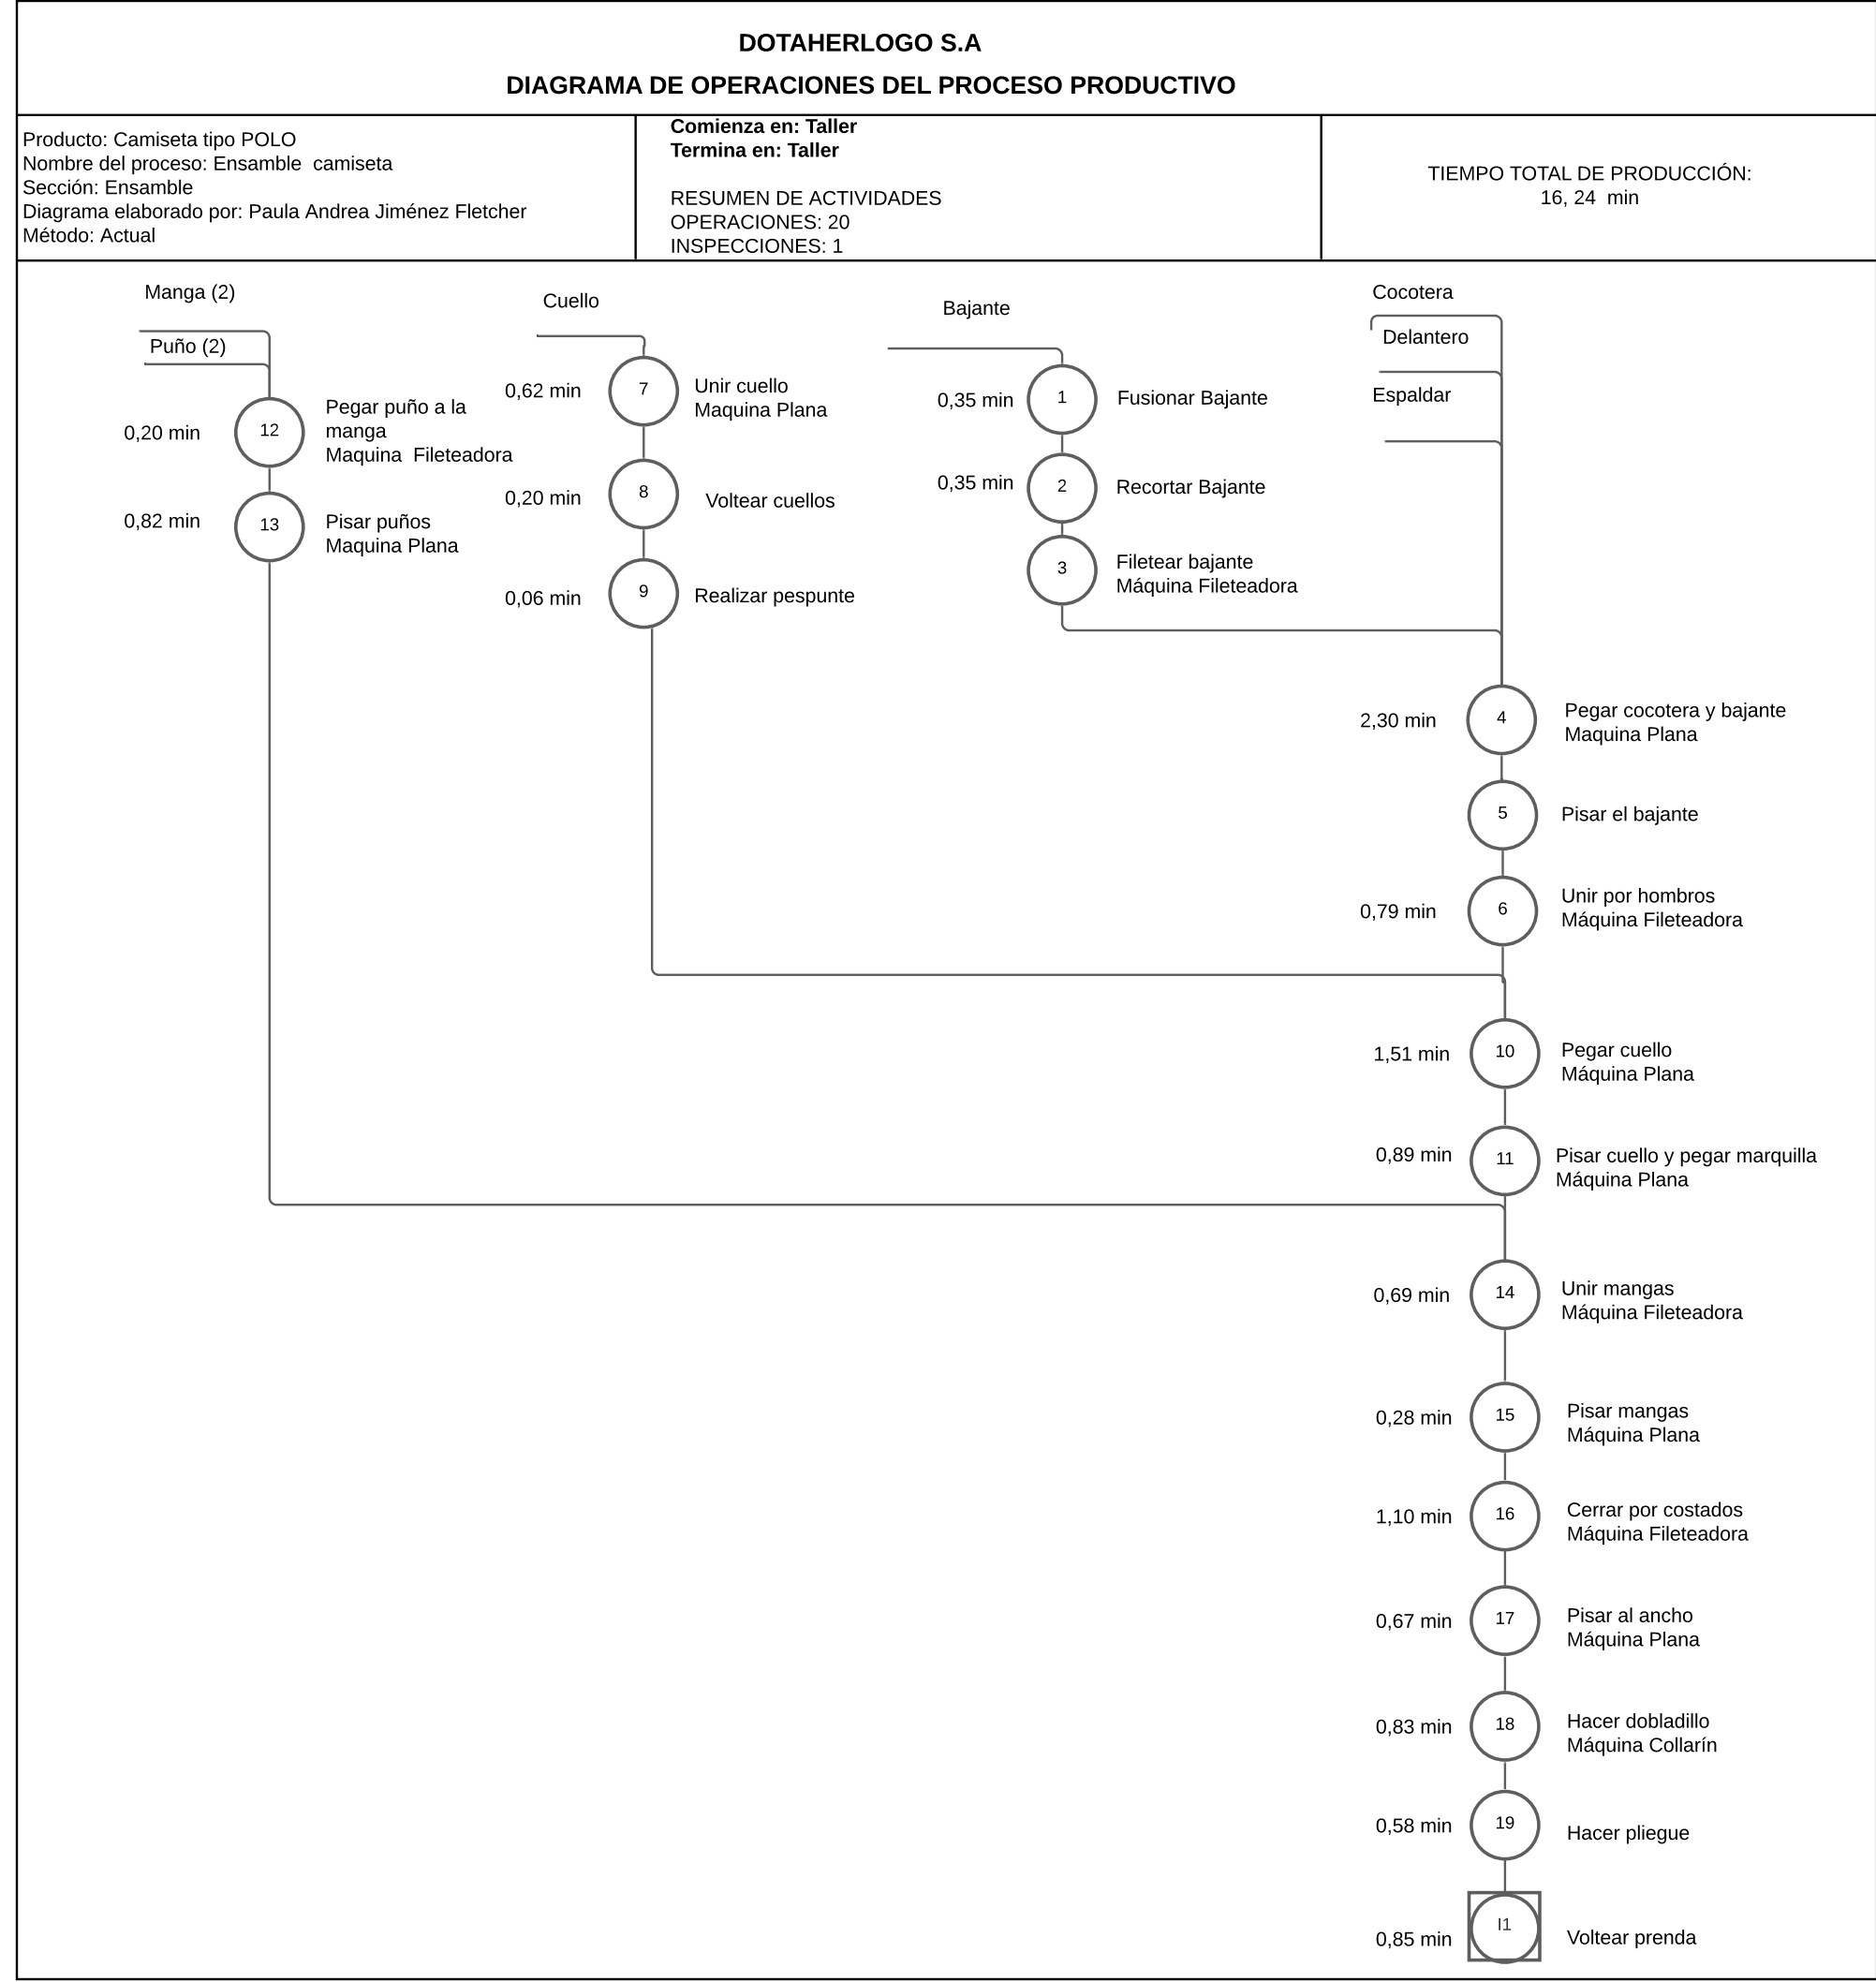 DOTAHERLOGO S.A
DIAGRAMA DE OPERACIONES DEL PROCESO PRODUCTIVO
Producto: Camiseta tipo POLO
Nombre del proceso: Ensamble  camiseta
Sección: Ensamble
Diagrama elaborado por: Paula Andrea Jiménez Fletcher
Método: Actual
Comienza en: Taller
Termina en: Taller
RESUMEN DE ACTIVIDADES
OPERACIONES: 20
INSPECCIONES: 1
TIEMPO TOTAL DE PRODUCCIÓN:
16, 24  min
Manga (2)
Puño (2)
0,20 min
12
Pegar puño a la
manga
Maquina  Fileteadora
0,82 min
13
Pisar puños
Maquina Plana
Cuello
0,62 min
7
Unir cuello
Maquina Plana
0,20 min
8
Voltear cuellos
0,06 min
9
Realizar pespunte
Bajante
0,35 min
1
Fusionar Bajante
0,35 min
2
Recortar Bajante
3
Filetear bajante
Máquina Fileteadora
Cocotera
Delantero
Espaldar
2,30 min
4
Pegar cocotera y bajante
Maquina Plana
5
Pisar el bajante
0,79 min
6
Unir por hombros
Máquina Fileteadora
1,51 min
10
Pegar cuello
Máquina Plana
0,89 min
11
Pisar cuello y pegar marquilla
Máquina Plana
0,69 min
14
Unir mangas
Máquina Fileteadora
0,28 min
15
Pisar mangas
Máquina Plana
1,10 min
16
Cerrar por costados
Máquina Fileteadora
0,67 min
17
Pisar al ancho
Máquina Plana
0,83 min
18
Hacer dobladillo
Máquina Collarín
0,58 min
19
Hacer pliegue
0,85 min
I1
Voltear prenda